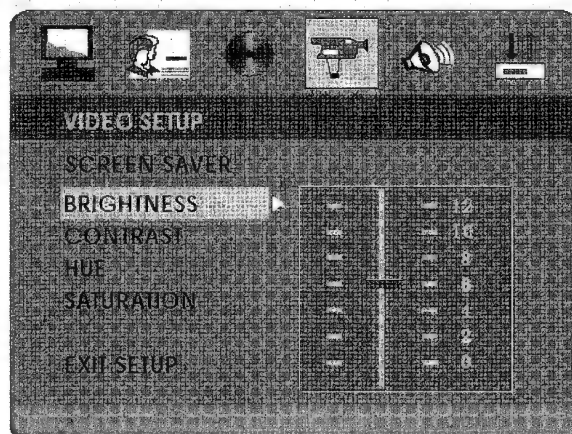 VIDEO SETUP
SCREEN SAVER
BRIGHTNESS
CONTRAST
HUE
SATURATION
EXIT SETUP
12
10
8
6
4
2
0